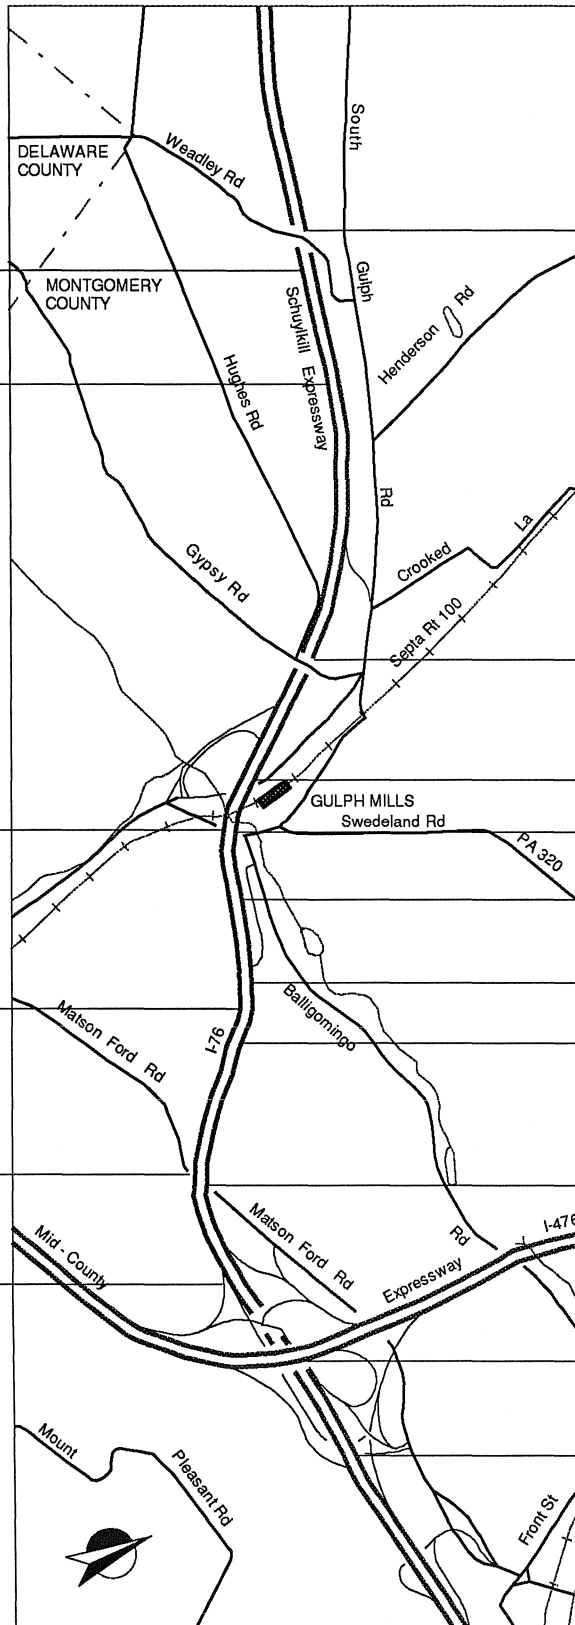 South
Weadley Rd
DELAWARE
COUNTY
Gulph
MONTGOMERY
COUNTY
Schuylkill Expressway
Henderson Rd
Hughes Rd
Rd
La
Crooked
Gypsy Rd
Septa Rt 100
GULPH MILLS
Swedeland Rd
PA 320
Balligomingo
Matson Ford Rd
I-76
Matson Ford Rd
Rd
I-476
Mid - County
Expressway
Mount
Pleasant Rd
Front St